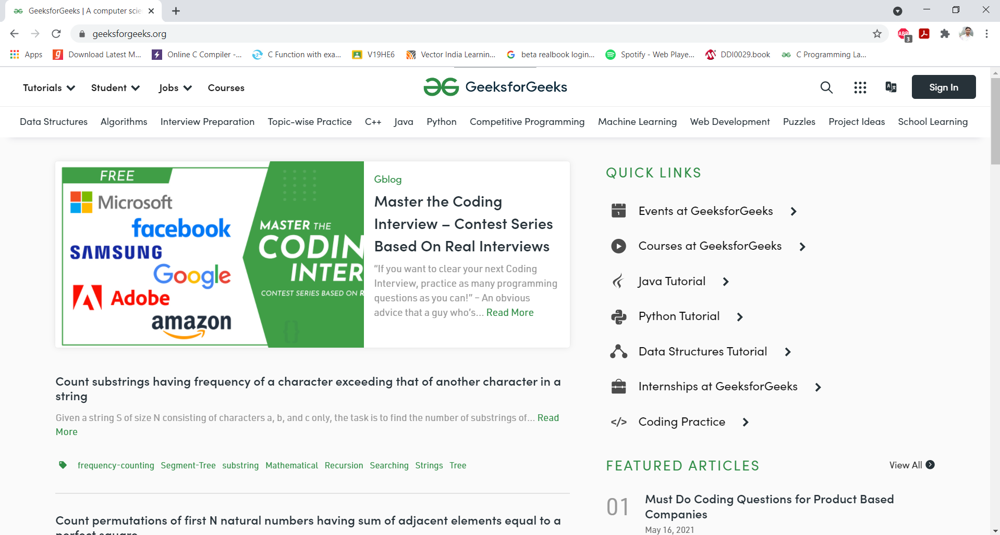 GeeksforGeeks | A computer scie
geeksforgeeks.org
ABP 3
Apps Download Latest M... Online C Compiler -... C Function with exa... V19HE6 Vector India Learnin... beta realbook login... Spotify - Web Playe... DDI0029.book C Programming La...
Tutorials Student Jobs Courses GeeksforGeeks Sign In
Data Structures Algorithms Interview Preparation Topic-wise Practice C++ Java Python Competitive Programming Machine Learning Web Development Puzzles Project Ideas School Learning
FREE
Microsoft
facebook
SAMSUNG
Google
Adobe
amazon
MASTER THE
CODIN
INTER
CONTEST SERIES BASED ON R
{}
Gblog
Master the Coding
Interview – Contest Series
Based On Real Interviews
“If you want to clear your next Coding
Interview, practice as many programming
questions as you can!” – An obvious
advice that a guy who’s... Read More
Count substrings having frequency of a character exceeding that of another character in a
string
Given a string S of size N consisting of characters a, b, and c only, the task is to find the number of substrings of... Read
More
frequency-counting Segment-Tree substring Mathematical Recursion Searching Strings Tree
Count permutations of first N natural numbers having sum of adjacent elements equal to a
perfect square
QUICK LINKS
1 Events at GeeksforGeeks
Courses at GeeksforGeeks
Java Tutorial
Python Tutorial
Data Structures Tutorial
Internships at GeeksforGeeks
</> Coding Practice
FEATURED ARTICLES View All
01 Must Do Coding Questions for Product Based
Companies
May 16, 2021